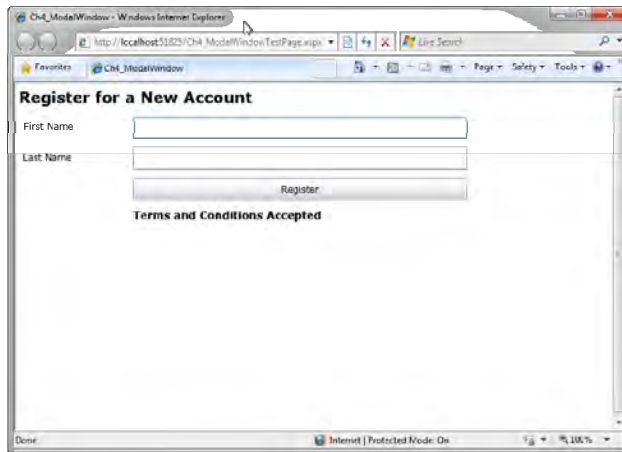 Ch4_ModalWindow - Windows Internet Explorer
http://localhost:51825/Ch4_ModalWindowTestPage.aspx
Live Search
Favorites
Ch4_ModalWindow
Page
Safety
Tools
Register for a New Account
First Name
Last Name
Register
Terms and Conditions Accepted
Done
Internet | Protected Mode: On
100%